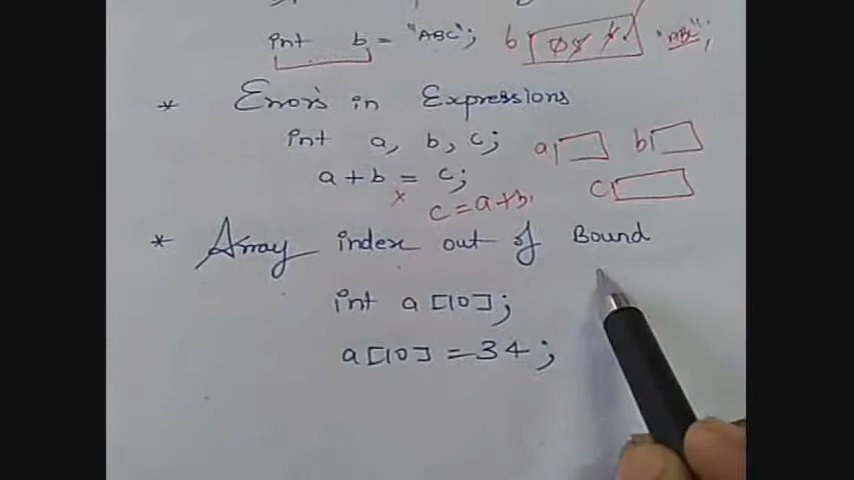 int b = "ABC"; b "ABC";
* Errors in Expressions
int a, b, c; a b
a + b = c; c
x c = a + b.
* Array index out of Bound
int a [10];
a [10] = 34;